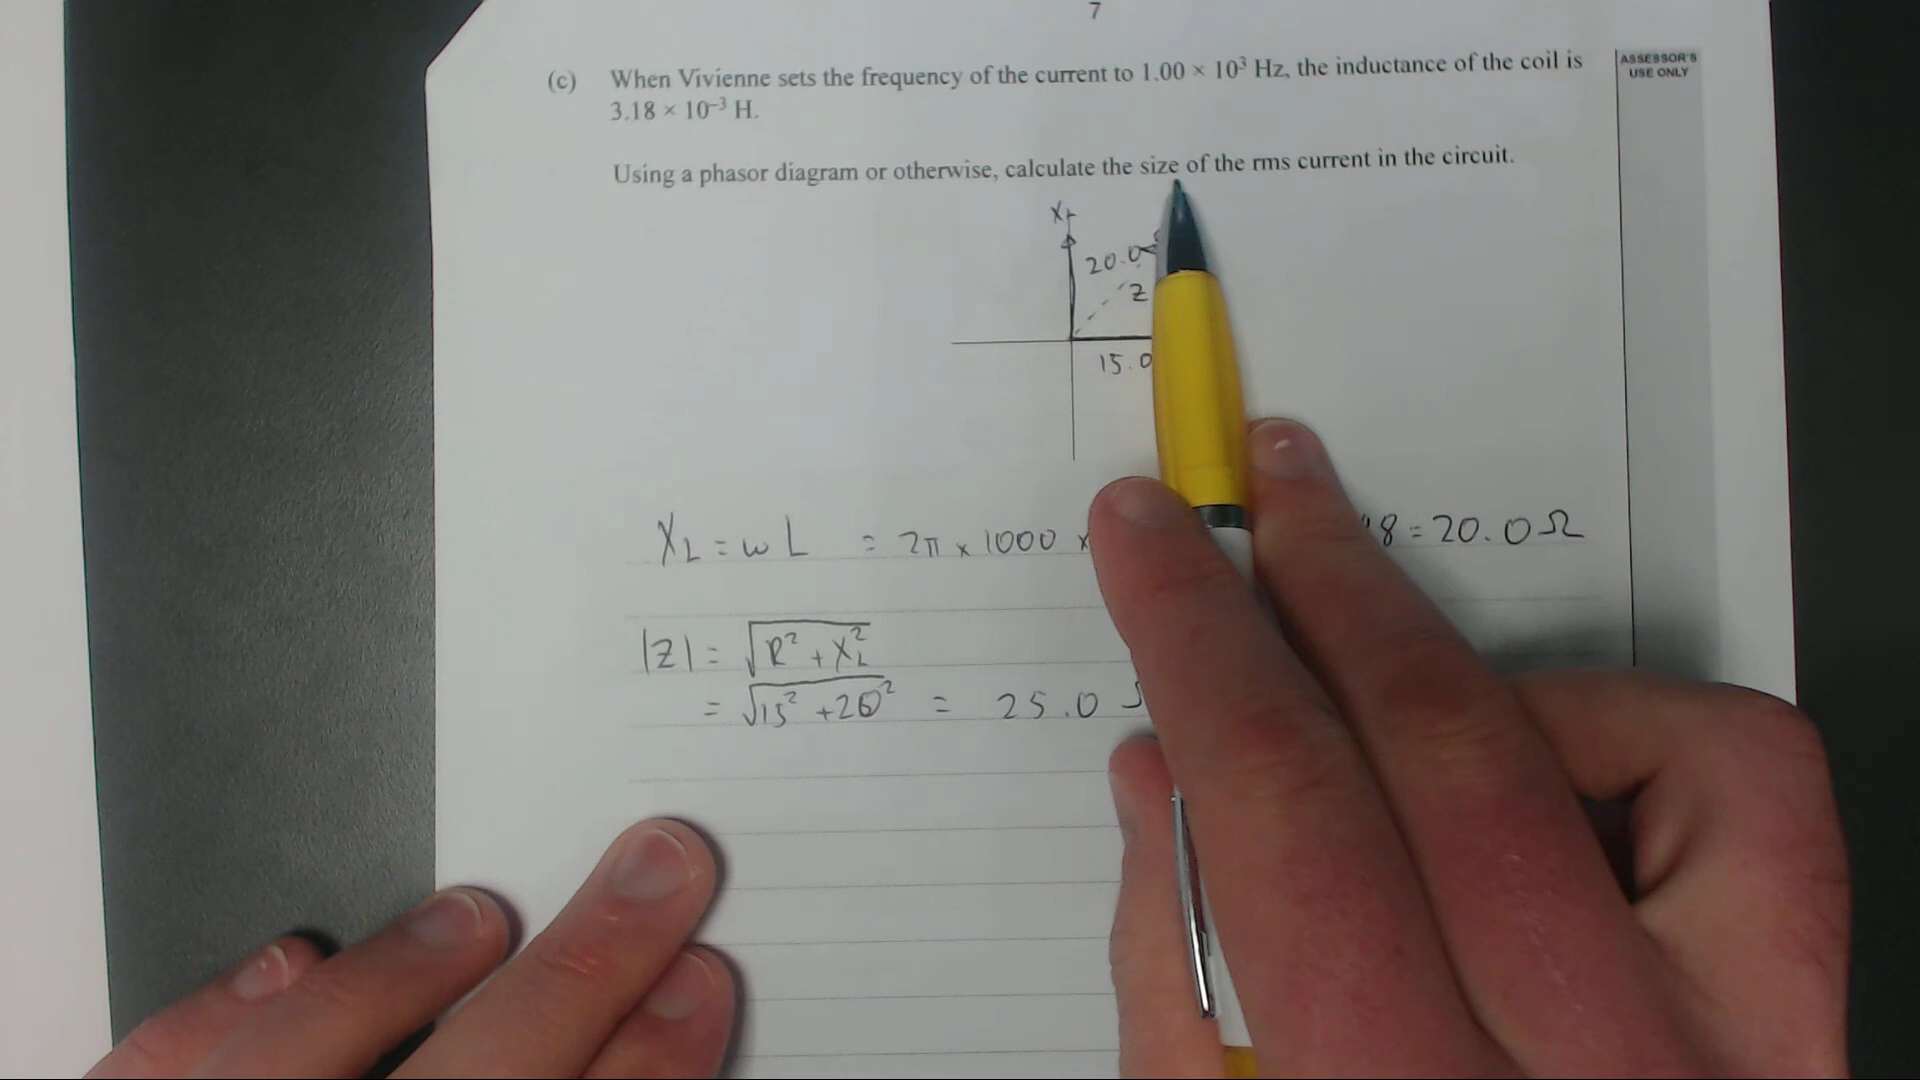 7
(c) When Vivienne sets the frequency of the current to 1.00 × 10³ Hz, the inductance of the coil is
3.18 × 10⁻³ H.
ASSESSOR'S
USE ONLY
Using a phasor diagram or otherwise, calculate the size of the rms current in the circuit.
X_L
20.0
Z
15.0
X_L = ωL = 2π × 1000 × 8 = 20.0 Ω
|Z| = √(R² + X_L²)
= √(15² + 20²) = 25.0